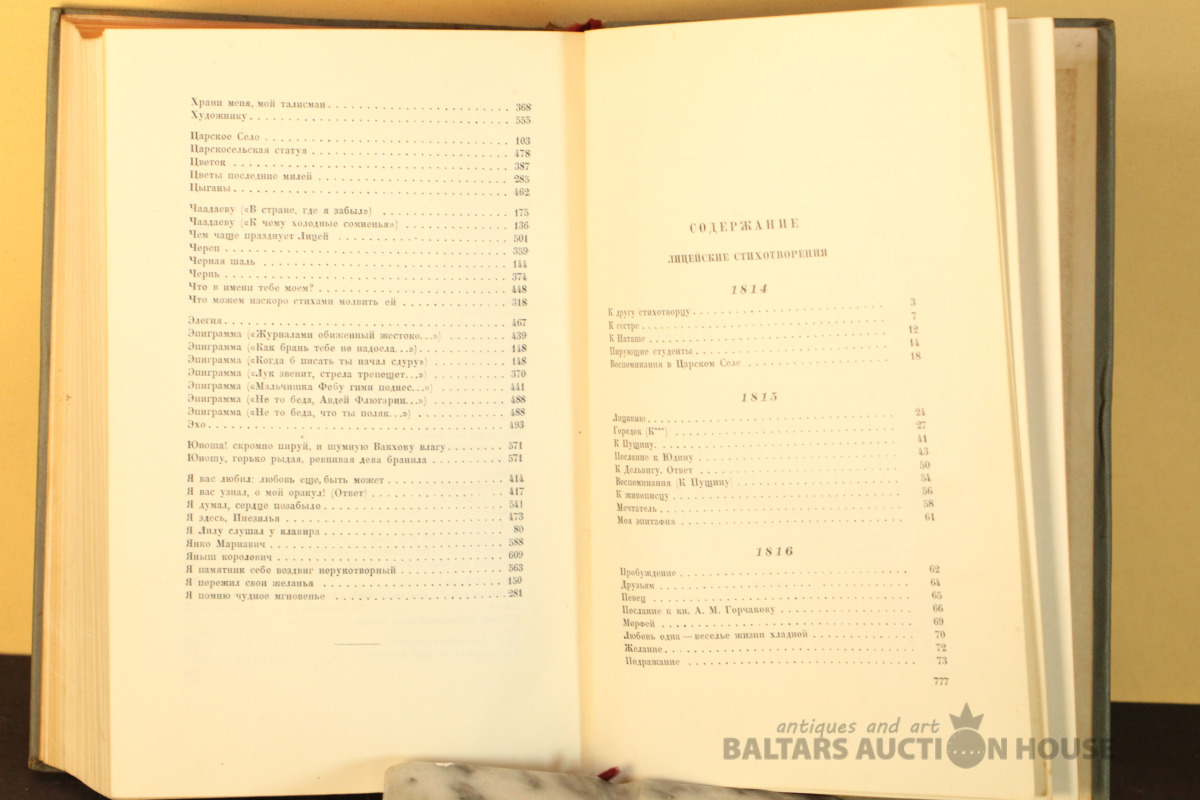 Храни меня, мой талисман . . . . . . . . . . . . . . . . . . . . 368
Художнику . . . . . . . . . . . . . . . . . . . . 555
Царское Село . . . . . . . . . . . . . . . . . . . . 103
Царскосельская статуя . . . . . . . . . . . . . . . . . . . . 478
Цветок . . . . . . . . . . . . . . . . . . . . 387
Цветы последние милей . . . . . . . . . . . . . . . . . . . . 285
Цыганы . . . . . . . . . . . . . . . . . . . . 462
Чаадаеву («В стране, где я забыл») . . . . . . . . . . . . 175
Чаадаеву («К чему холодные сомненья») . . . . . . . . . . 136
Чем чаще празднует Лицей . . . . . . . . . . . . . . . . 501
Череп . . . . . . . . . . . . . . . . . . . . 359
Черная шаль . . . . . . . . . . . . . . . . . . . . 144
Чернь . . . . . . . . . . . . . . . . . . . . 374
Что в имени тебе моем? . . . . . . . . . . . . . . . . 448
Что можем наскоро стихами молвить ей . . . . . . . . . . 318
Элегия . . . . . . . . . . . . . . . . . . . . 467
Эпиграмма («Журналами обиженный жестоко...») . . . . . . 439
Эпиграмма («Как брань тебе не надоела...») . . . . . . . . 148
Эпиграмма («Когда б писать ты начал сдуру») . . . . . . . 148
Эпиграмма («Лук звенит, стрела трепещет...») . . . . . . . 370
Эпиграмма («Мальчишка Фебу гимн поднес...») . . . . . . 441
Эпиграмма («Не то беда, Авдей Флюгарин...») . . . . . . . 488
Эпиграмма («Не то беда, что ты поляк...») . . . . . . . . 488
Эхо . . . . . . . . . . . . . . . . . . . . 493
Юноша! скромно пируй, и шумную Вакхову влагу . . . . . 571
Юношу, горько рыдая, ревнивая дева бранила . . . . . . . 571
Я вас любил: любовь еще, быть может . . . . . . . . . . 414
Я вас узнал, о мой оракул! (Ответ) . . . . . . . . . . . . 417
Я думал, сердце позабыло . . . . . . . . . . . . . . . . 541
Я здесь, Инезилья . . . . . . . . . . . . . . . . . . . . 473
Я Лилу слушал у клавира . . . . . . . . . . . . . . . . 80
Янко Марнавич . . . . . . . . . . . . . . . . . . . . 588
Яныш королевич . . . . . . . . . . . . . . . . . . . . 609
Я памятник себе воздвиг нерукотворный . . . . . . . . . . 563
Я пережил свои желанья . . . . . . . . . . . . . . . . 150
Я помню чудное мгновенье . . . . . . . . . . . . . . . . 281
СОДЕРЖАНИЕ
ЛИЦЕЙСКИЕ СТИХОТВОРЕНИЯ
1814
К другу стихотворцу . . . . . . . . . . . . . . . . . . . . 3
К сестре . . . . . . . . . . . . . . . . . . . . 7
К Наташе . . . . . . . . . . . . . . . . . . . . 12
Пирующие студенты . . . . . . . . . . . . . . . . . . . . 14
Воспоминания в Царском Селе . . . . . . . . . . . . . . . . 18
1815
Лицинию . . . . . . . . . . . . . . . . . . . . 24
Городок (К***) . . . . . . . . . . . . . . . . . . . . 27
К Пущину . . . . . . . . . . . . . . . . . . . . 41
Послание к Юдину . . . . . . . . . . . . . . . . . . . . 43
К Дельвигу. Ответ . . . . . . . . . . . . . . . . . . . . 50
Воспоминания (К Пущину) . . . . . . . . . . . . . . . . 54
К живописцу . . . . . . . . . . . . . . . . . . . . 56
Мечтатель . . . . . . . . . . . . . . . . . . . . 58
Моя эпитафия . . . . . . . . . . . . . . . . . . . . 61
1816
Пробуждение . . . . . . . . . . . . . . . . . . . . 62
Друзьям . . . . . . . . . . . . . . . . . . . . 64
Певец . . . . . . . . . . . . . . . . . . . . 65
Послание к кн. А. М. Горчакову . . . . . . . . . . . . . . 66
Морфей . . . . . . . . . . . . . . . . . . . . 69
Любовь одна — веселье жизни хладной . . . . . . . . . . 70
Желание . . . . . . . . . . . . . . . . . . . . 72
Подражание . . . . . . . . . . . . . . . . . . . . 73
777
antiques and art
BALTARS AUCTION HOUSE